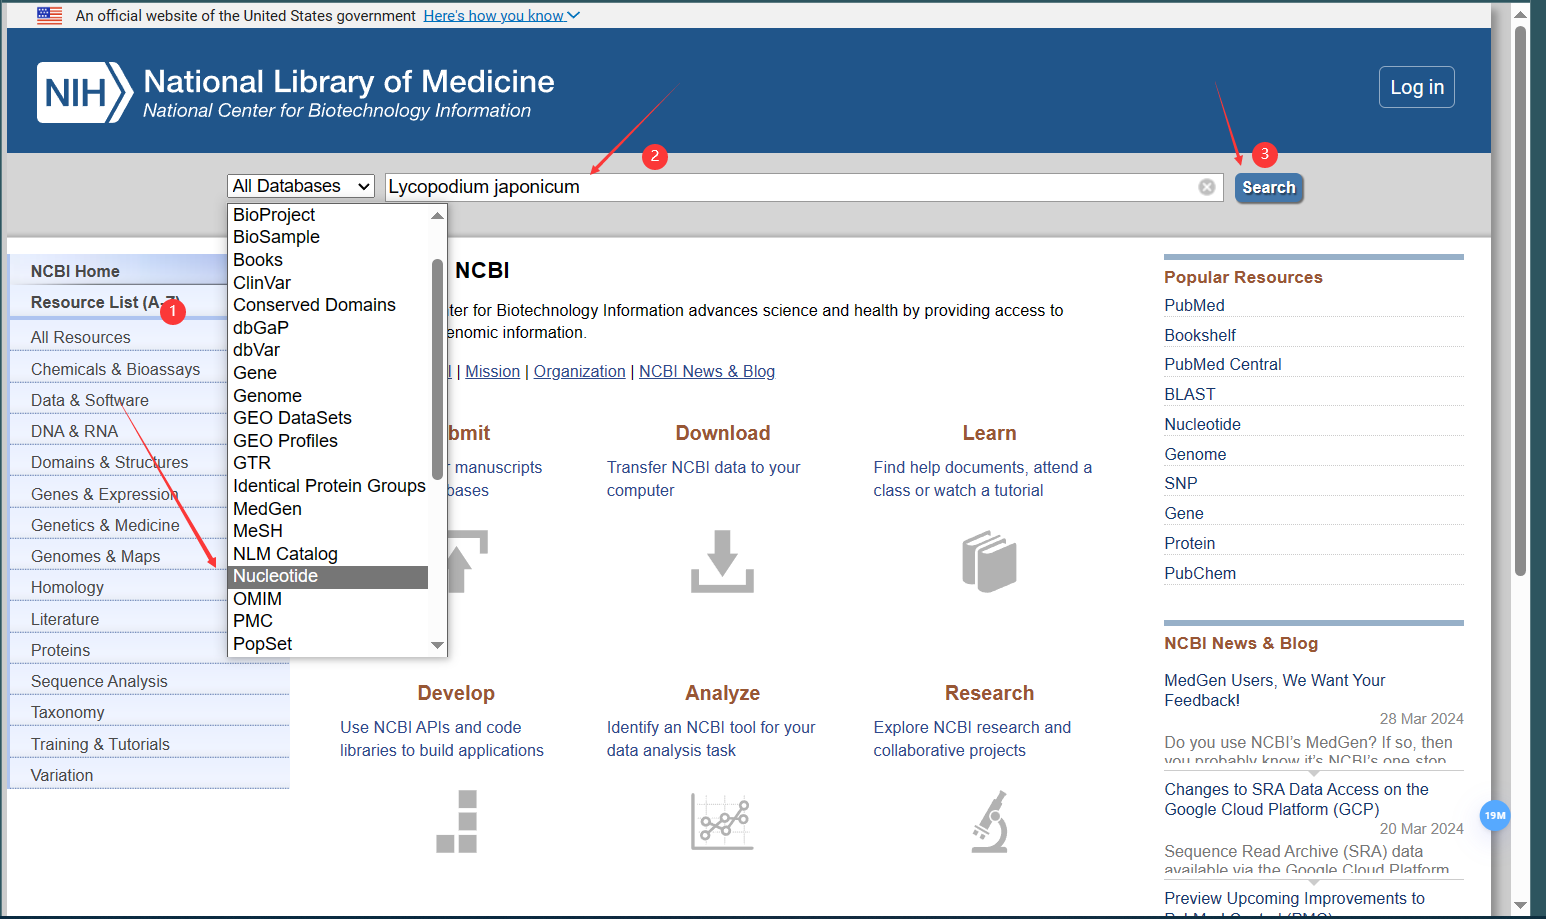 An official website of the United States government Here's how you know
NIH National Library of Medicine
National Center for Biotechnology Information
Log in
2
3
All Databases
Lycopodium japonicum
Search
BioProject
BioSample
Books
ClinVar
Conserved Domains
dbGaP
dbVar
Gene
Genome
GEO DataSets
GEO Profiles
GTR
Identical Protein Groups
MedGen
MeSH
NLM Catalog
Nucleotide
OMIM
PMC
PopSet
NCBI Home
Resource List (A-Z)
1
All Resources
Chemicals & Bioassays
Data & Software
DNA & RNA
Domains & Structures
Genes & Expression
Genetics & Medicine
Genomes & Maps
Homology
Literature
Proteins
Sequence Analysis
Taxonomy
Training & Tutorials
Variation
NCBI
ter for Biotechnology Information advances science and health by providing access to
enomic information.
I | Mission | Organization | NCBI News & Blog
bmit
r manuscripts
bases
Download
Transfer NCBI data to your
computer
Learn
Find help documents, attend a
class or watch a tutorial
Develop
Use NCBI APIs and code
libraries to build applications
Analyze
Identify an NCBI tool for your
data analysis task
Research
Explore NCBI research and
collaborative projects
Popular Resources
PubMed
Bookshelf
PubMed Central
BLAST
Nucleotide
Genome
SNP
Gene
Protein
PubChem
NCBI News & Blog
MedGen Users, We Want Your
Feedback!
28 Mar 2024
Do you use NCBI's MedGen? If so, then
you probably know it's NCBI's one stop
Changes to SRA Data Access on the
Google Cloud Platform (GCP)
20 Mar 2024
Sequence Read Archive (SRA) data
available via the Google Cloud Platform
Preview Upcoming Improvements to
PubMed Central (PMC)
19M